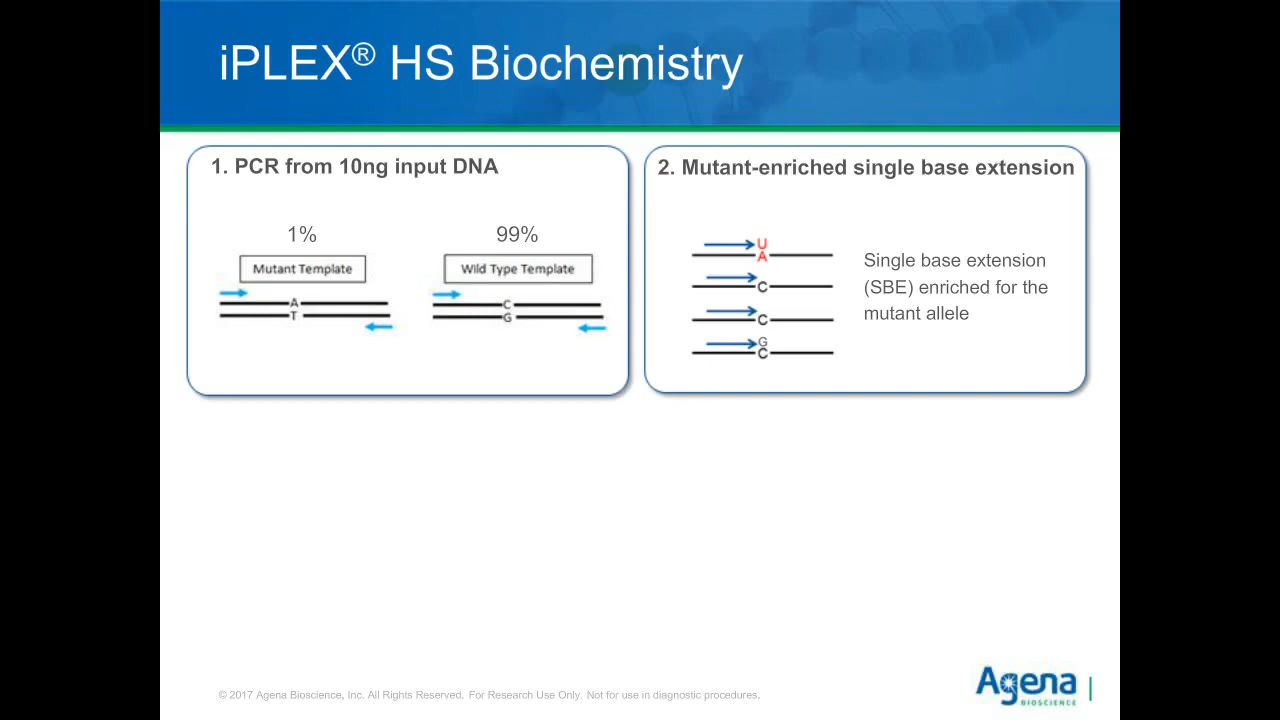 iPLEX® HS Biochemistry
1. PCR from 10ng input DNA
1%
99%
Mutant Template
Wild Type Template
A
T
C
G
2. Mutant-enriched single base extension
U
A
C
C
G
C
Single base extension
(SBE) enriched for the
mutant allele
© 2017 Agena Bioscience, Inc. All Rights Reserved. For Research Use Only. Not for use in diagnostic procedures.
Agena
BIOSCIENCE